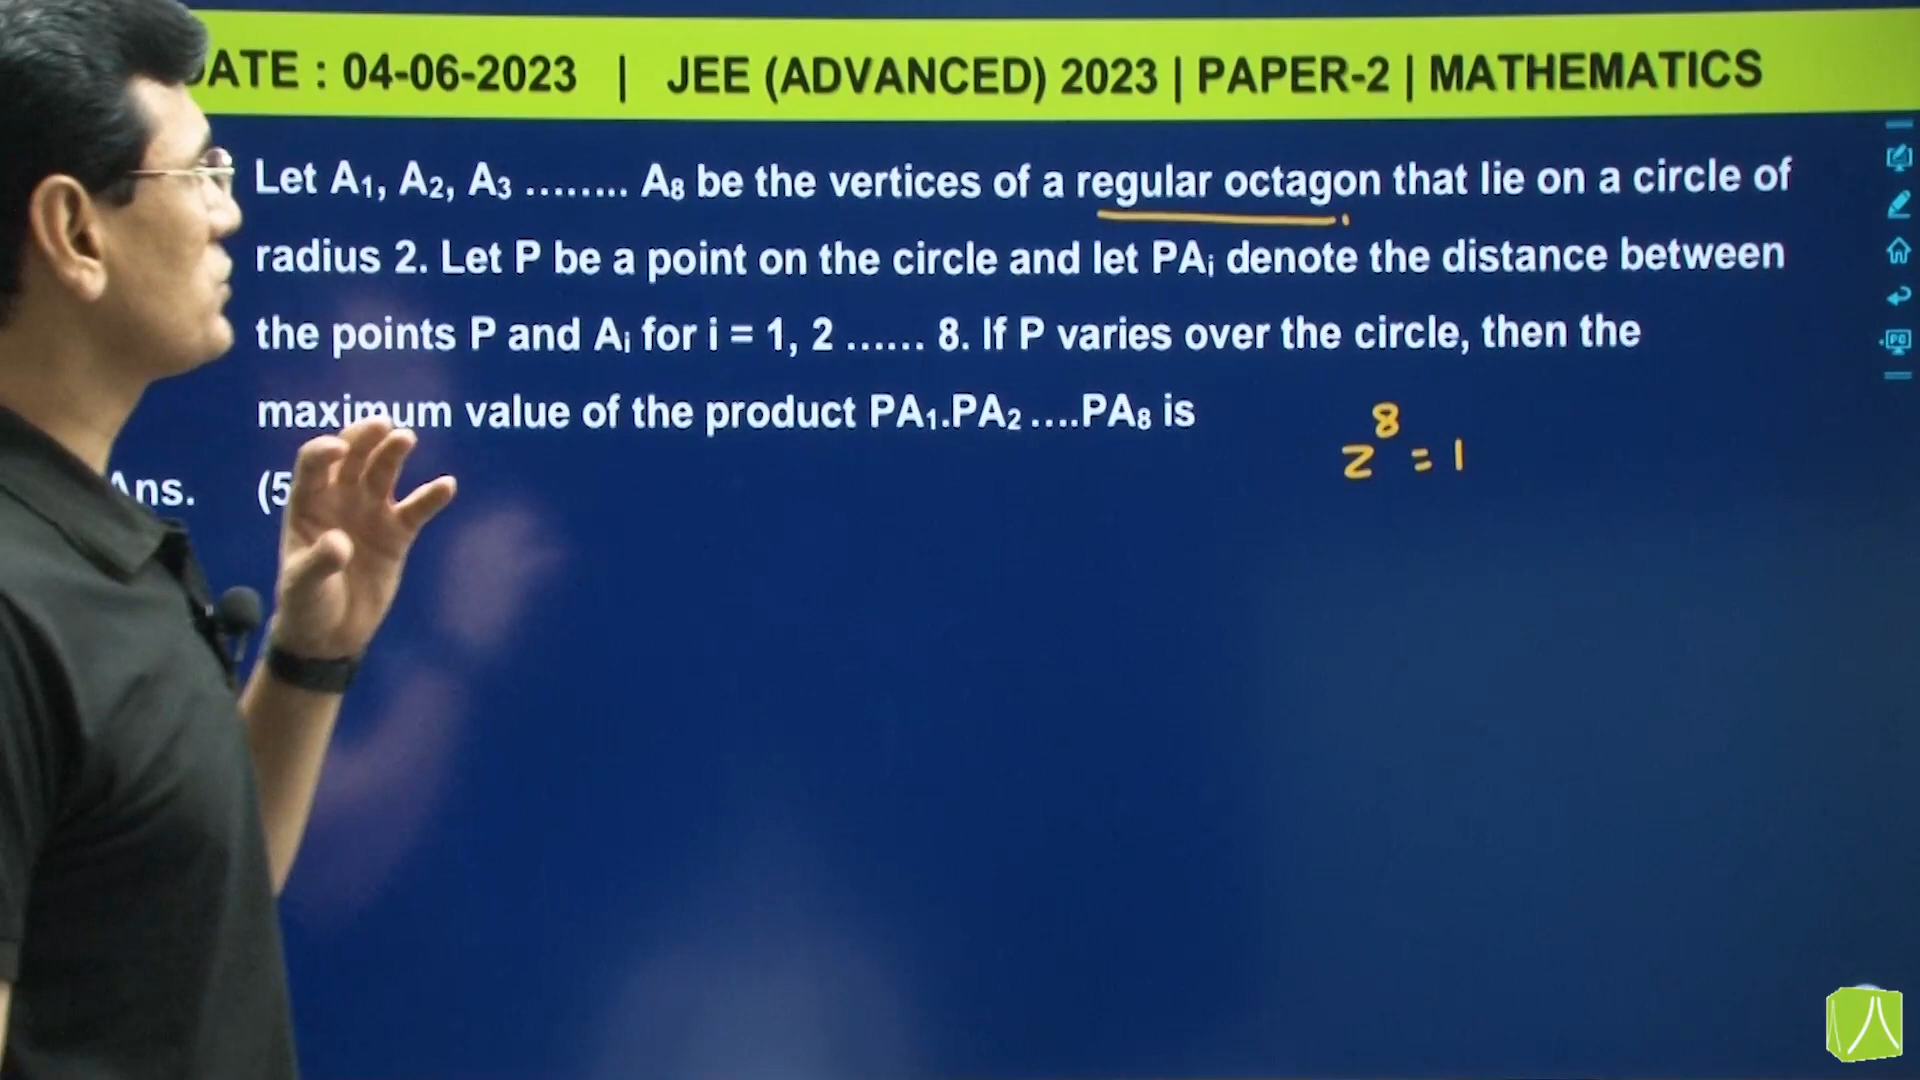 DATE : 04-06-2023 | JEE (ADVANCED) 2023 | PAPER-2 | MATHEMATICS
Let A₁, A₂, A₃ ........ A₈ be the vertices of a regular octagon that lie on a circle of
radius 2. Let P be a point on the circle and let PAᵢ denote the distance between
the points P and Aᵢ for i = 1, 2 ...... 8. If P varies over the circle, then the
maximum value of the product PA₁.PA₂ ....PA₈ is
z⁸ = 1
Ans. (5